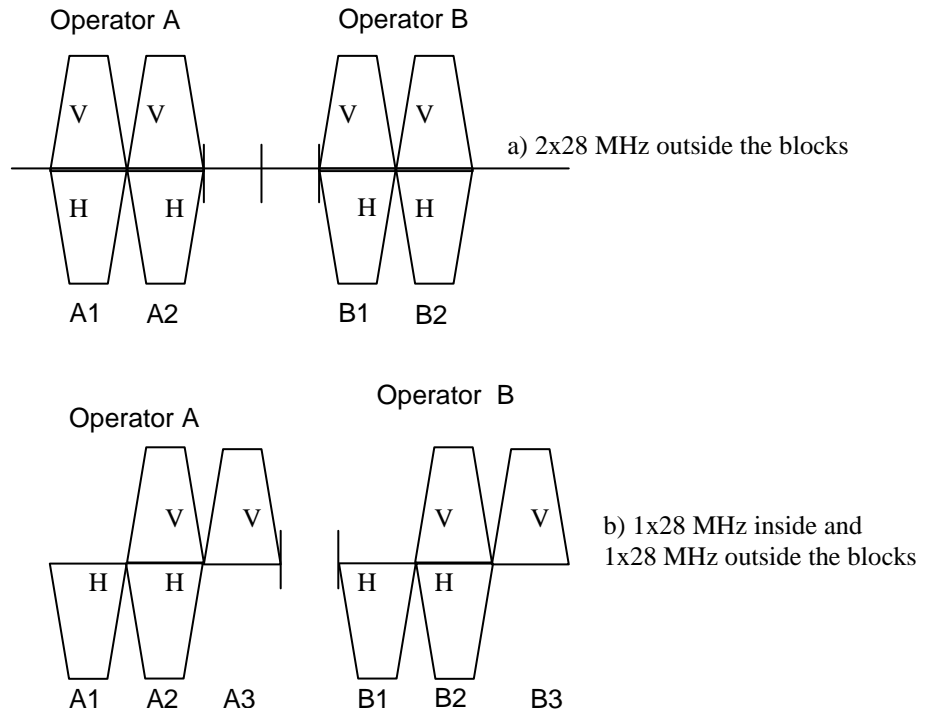 Operator A Operator B
V V V V
a) 2x28 MHz outside the blocks
H H H H
A1 A2 B1 B2
Operator A Operator B
V V V V
b) 1x28 MHz inside and
1x28 MHz outside the blocks
H H H H
A1 A2 A3 B1 B2 B3